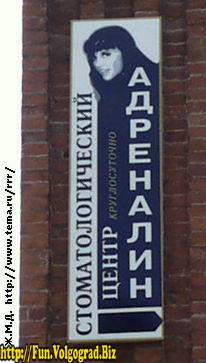 СТОМАТОЛОГИЧЕСКИЙ
ЦЕНТР КРУГЛОСУТОЧНО
АДРЕНАЛИН
Ж.М.Д. http://www.tema.ru/rrr/
http://Fun.Volgograd.Biz